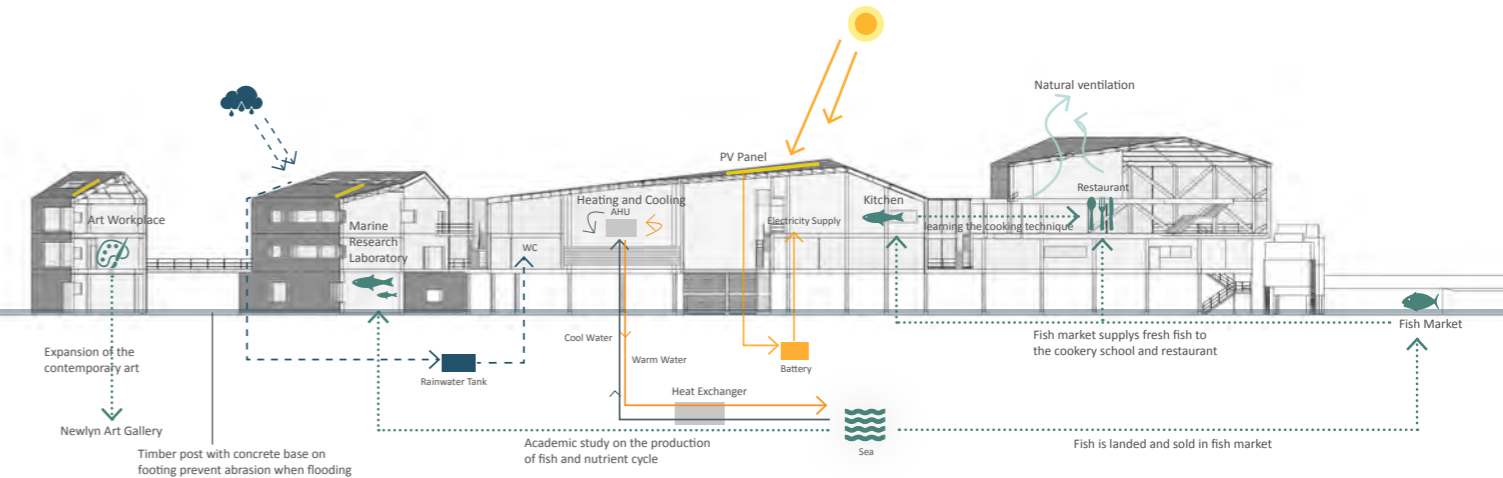 Natural ventilation
PV Panel
Art Workplace
Marine
Research
Laboratory
WC
Heating and Cooling
AHU
Electricity Supply
Kitchen
learning the cooking technique
Restaurant
Fish Market
Expansion of the
contemporary art
Newlyn Art Gallery
Timber post with concrete base on
footing prevent abrasion when flooding
Rainwater Tank
Cool Water
Warm Water
Heat Exchanger
Battery
Academic study on the production
of fish and nutrient cycle
Sea
Fish market supplys fresh fish to
the cookery school and restaurant
Fish is landed and sold in fish market